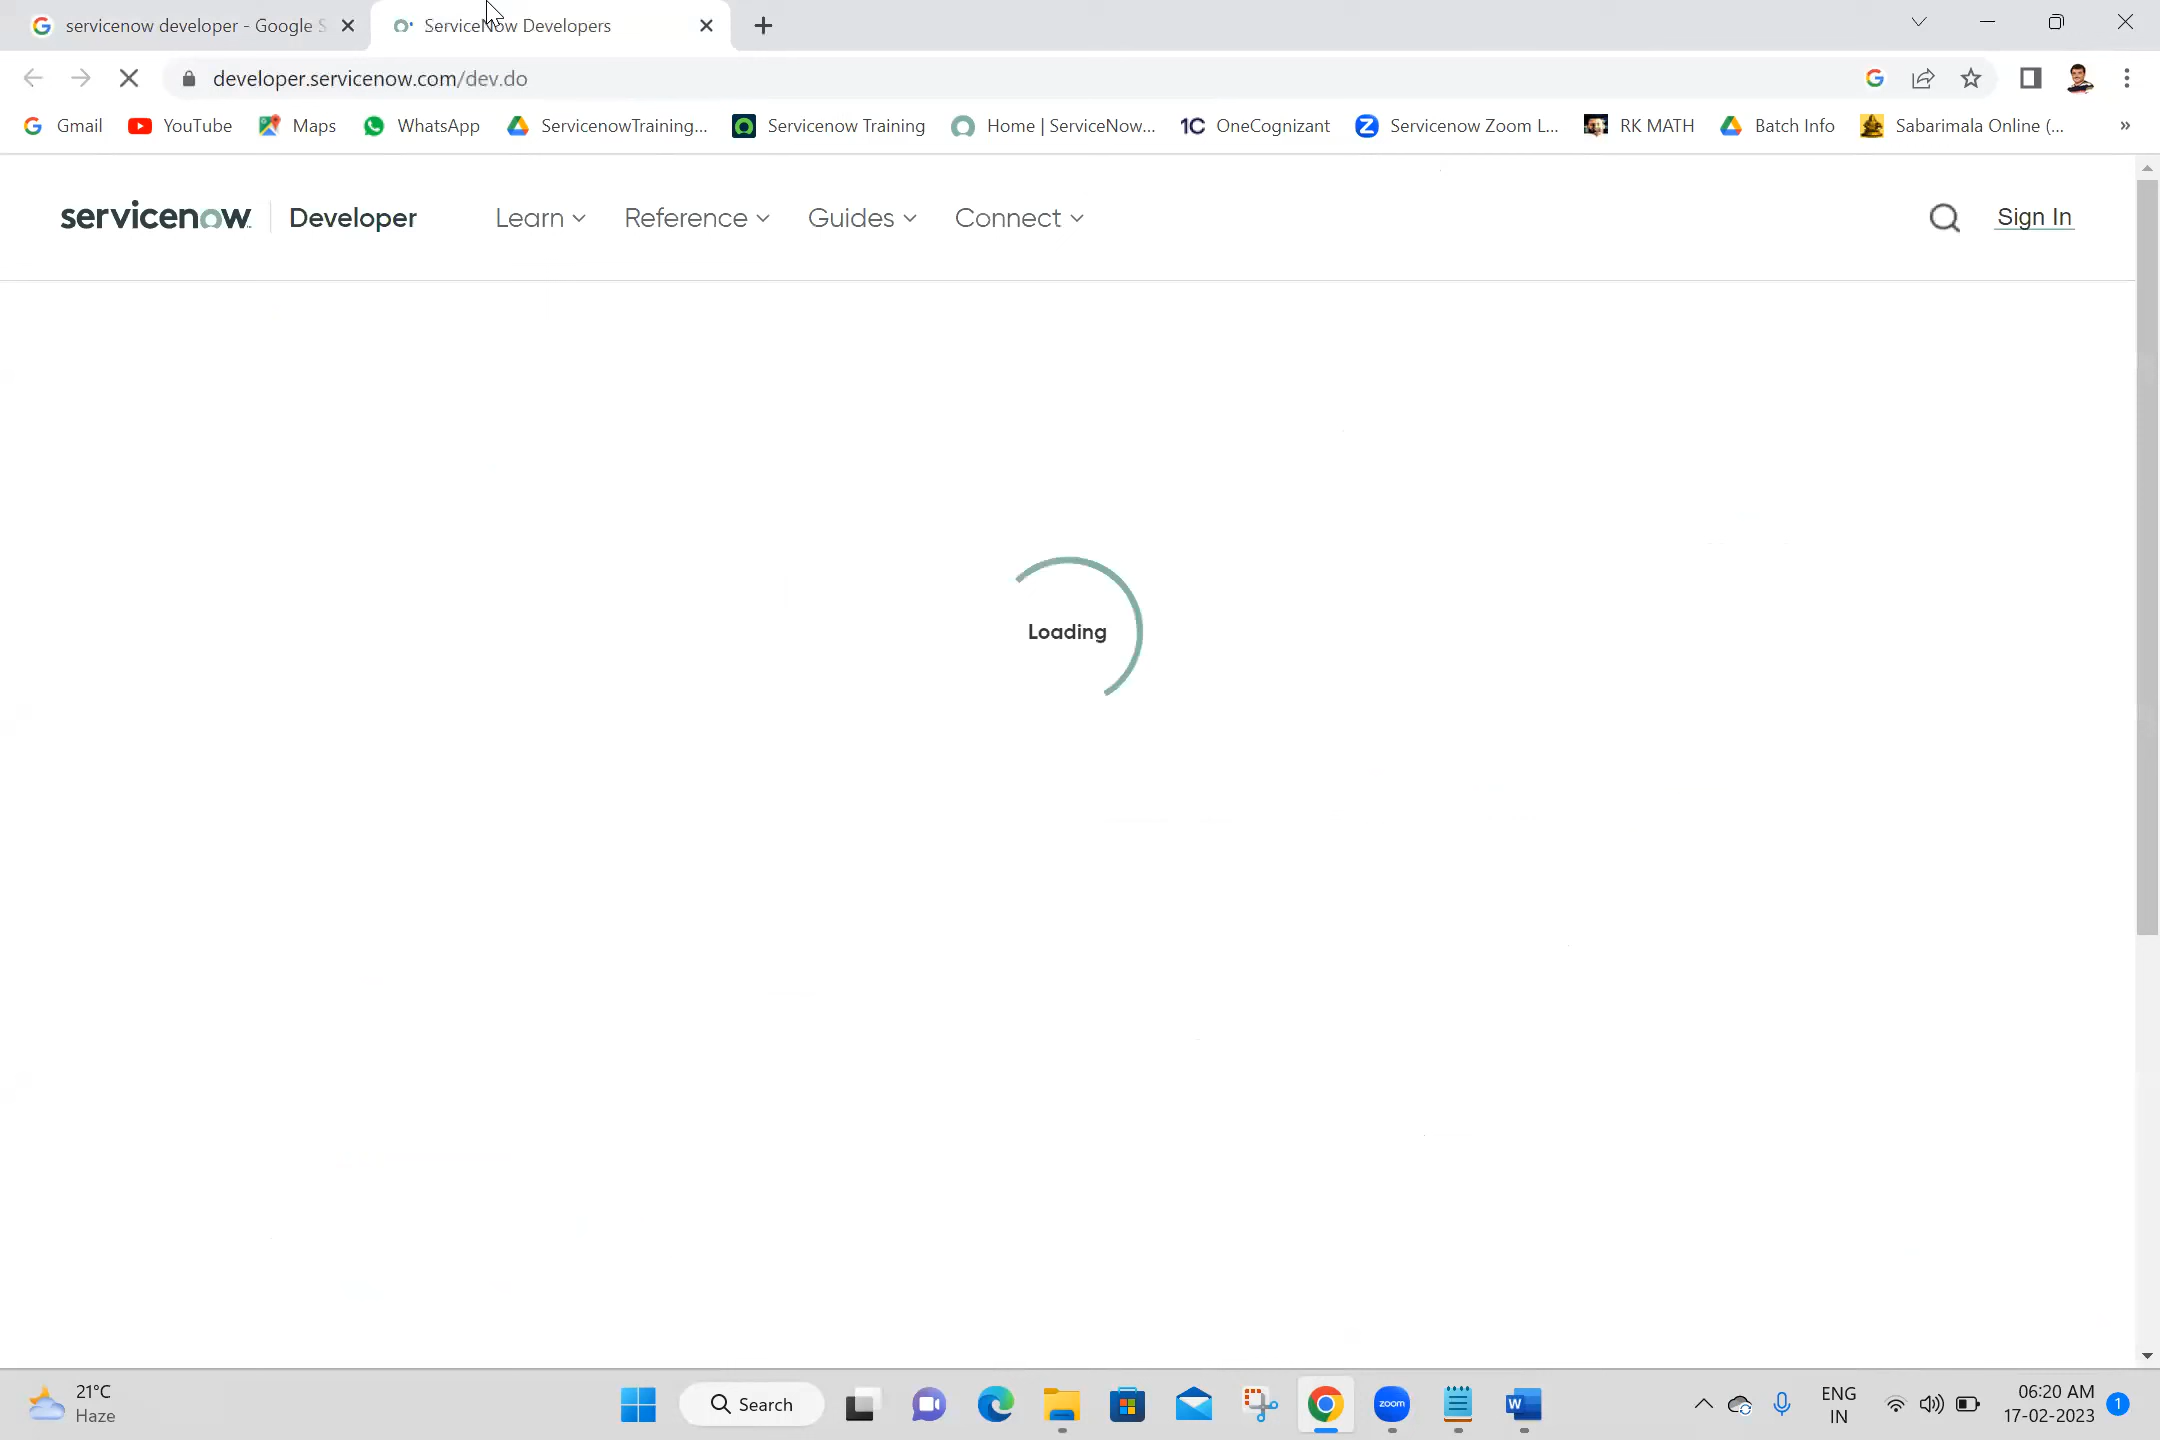 servicenow developer - Google S
ServiceNow Developers
developer.servicenow.com/dev.do
Gmail
YouTube
Maps
WhatsApp
ServicenowTraining...
Servicenow Training
Home | ServiceNow...
1C OneCognizant
Servicenow Zoom L...
RK MATH
Batch Info
Sabarimala Online (...
»
servicenow Developer
Learn
Reference
Guides
Connect
Sign In
Loading
21°C
Haze
Search
zoom
W
ENG
IN
06:20 AM
17-02-2023
1